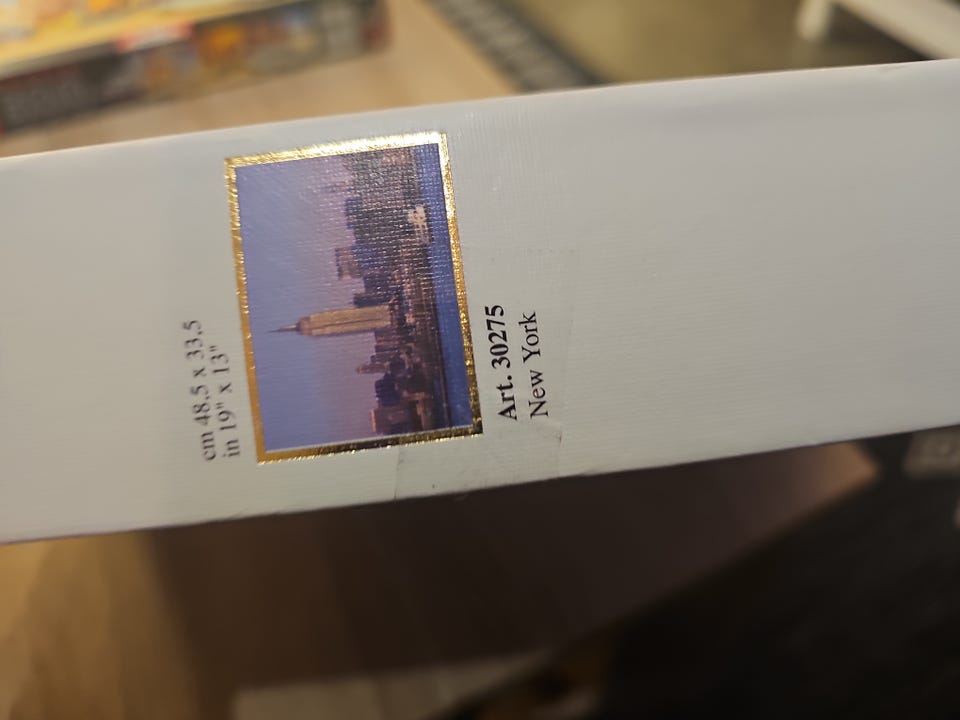 cm 48.5 x 33.5
in 19" x 13"
Art. 30275
New York